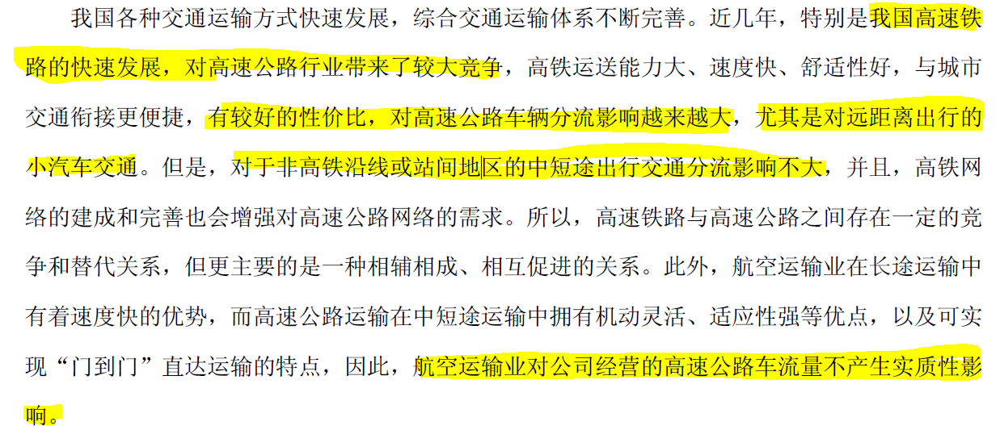 我国各种交通运输方式快速发展，综合交通运输体系不断完善。近几年，特别是我国高速铁
路的快速发展，对高速公路行业带来了较大竞争，高铁运送能力大、速度快、舒适性好，与城市
交通衔接更便捷，有较好的性价比，对高速公路车辆分流影响越来越大，尤其是对远距离出行的
小汽车交通。但是，对于非高铁沿线或站间地区的中短途出行交通分流影响不大，并且，高铁网
络的建成和完善也会增强对高速公路网络的需求。所以，高速铁路与高速公路之间存在一定的竞
争和替代关系，但更主要的是一种相辅相成、相互促进的关系。此外，航空运输业在长途运输中
有着速度快的优势，而高速公路运输在中短途运输中拥有机动灵活、适应性强等优点，以及可实
现“门到门”直达运输的特点，因此，航空运输业对公司经营的高速公路车流量不产生实质性影
响。